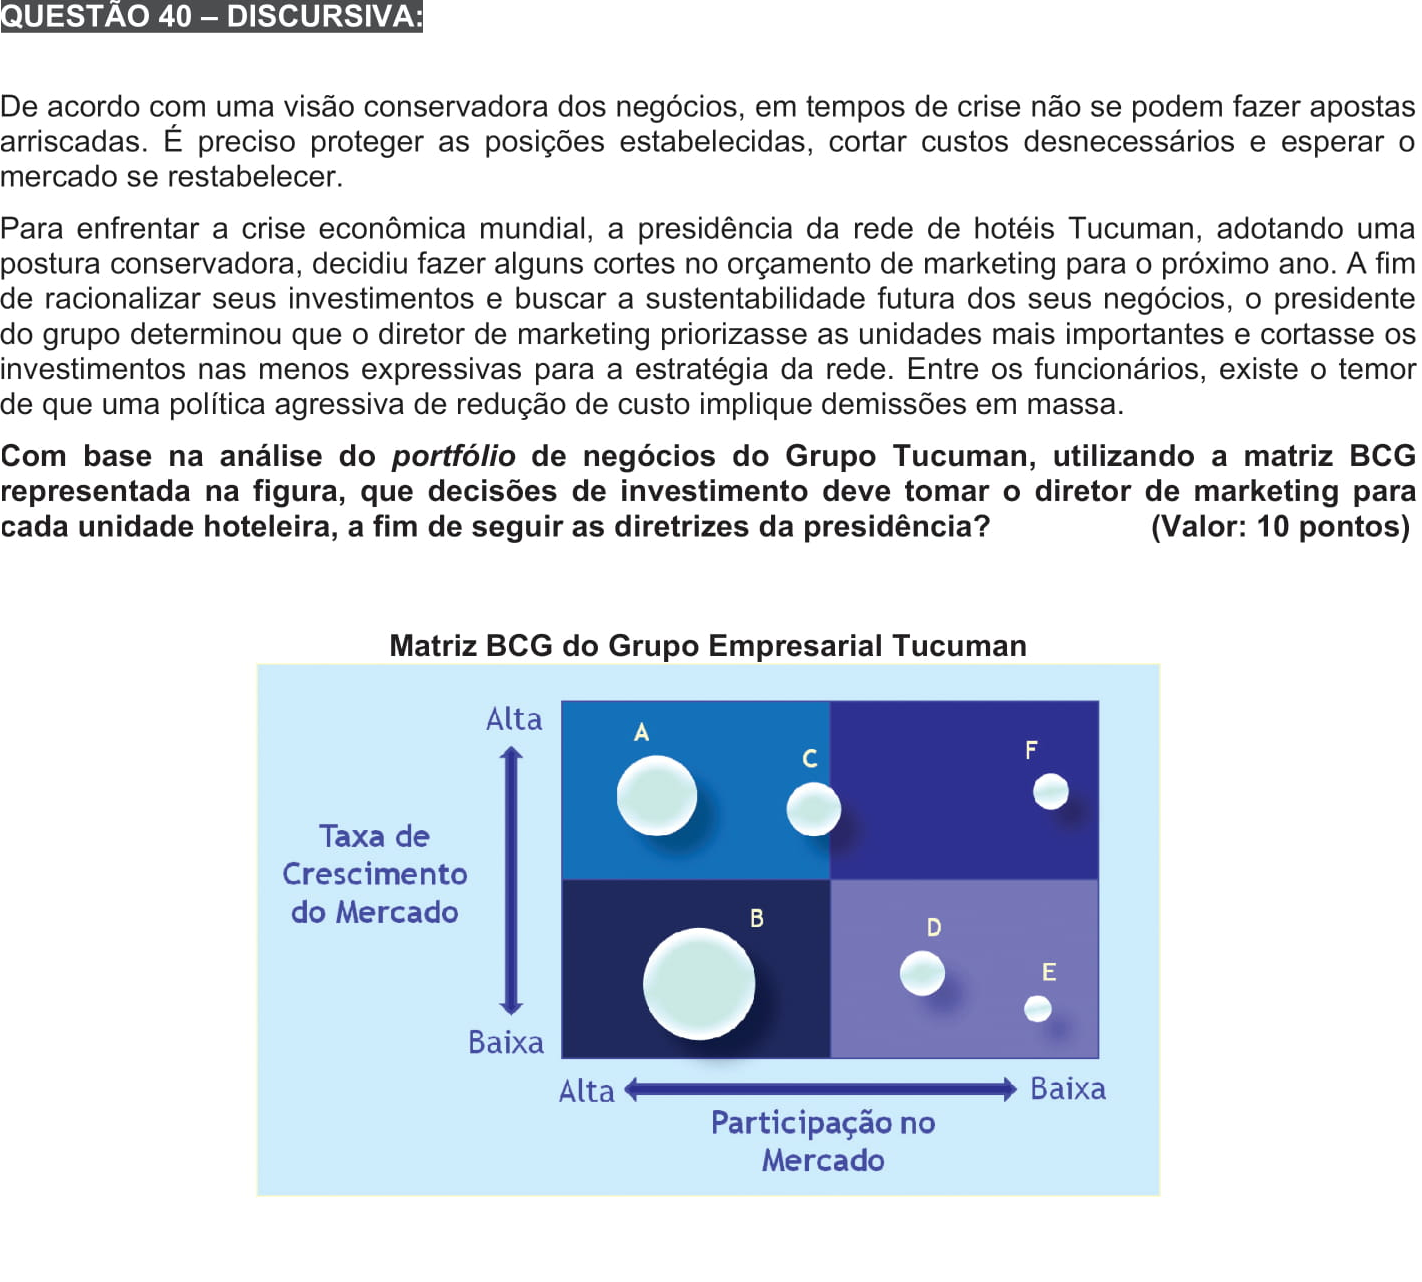 QUESTÃO 40 – DISCURSIVA:
De acordo com uma visão conservadora dos negócios, em tempos de crise não se podem fazer apostas
arriscadas. É preciso proteger as posições estabelecidas, cortar custos desnecessários e esperar o
mercado se restabelecer.
Para enfrentar a crise econômica mundial, a presidência da rede de hotéis Tucuman, adotando uma
postura conservadora, decidiu fazer alguns cortes no orçamento de marketing para o próximo ano. A fim
de racionalizar seus investimentos e buscar a sustentabilidade futura dos seus negócios, o presidente
do grupo determinou que o diretor de marketing priorizasse as unidades mais importantes e cortasse os
investimentos nas menos expressivas para a estratégia da rede. Entre os funcionários, existe o temor
de que uma política agressiva de redução de custo implique demissões em massa.
Com base na análise do portfólio de negócios do Grupo Tucuman, utilizando a matriz BCG
representada na figura, que decisões de investimento deve tomar o diretor de marketing para
cada unidade hoteleira, a fim de seguir as diretrizes da presidência? (Valor: 10 pontos)
Matriz BCG do Grupo Empresarial Tucuman
Alta
A
C
F
Taxa de
Crescimento
do Mercado
B
D
E
Baixa
Alta
Baixa
Participação no
Mercado